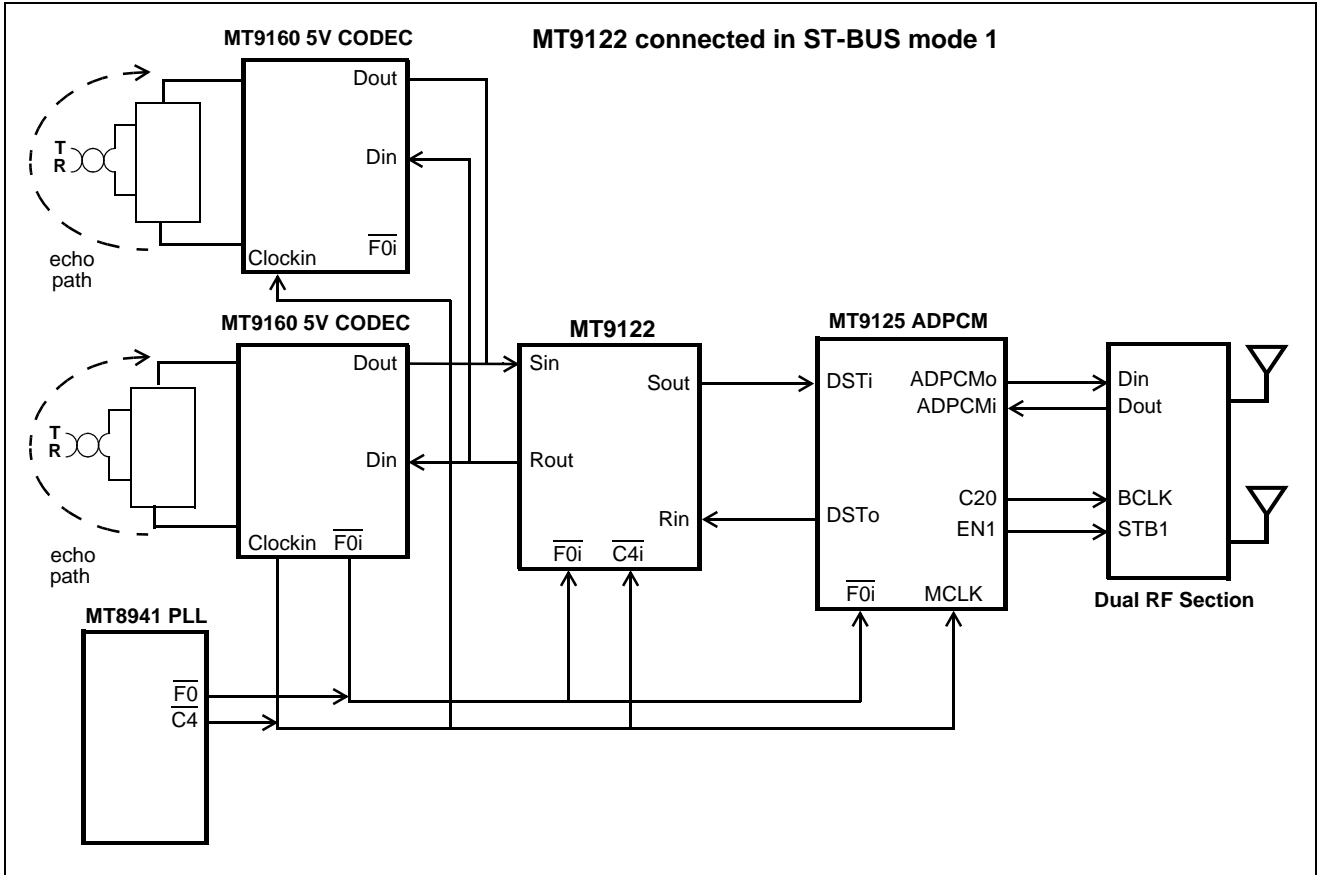 MT9122 connected in ST-BUS mode 1
MT9160 5V CODEC
Dout
Din
F0i
Clockin
T
R
echo
path
MT9160 5V CODEC
Dout
Din
Clockin F0i
T
R
echo
path
MT9122
Sin
Sout
Rout
Rin
F0i C4i
MT9125 ADPCM
DSTi ADPCMo
ADPCMi
C20
DSTo EN1
F0i MCLK
Din
Dout
BCLK
STB1
Dual RF Section
MT8941 PLL
F0
C4